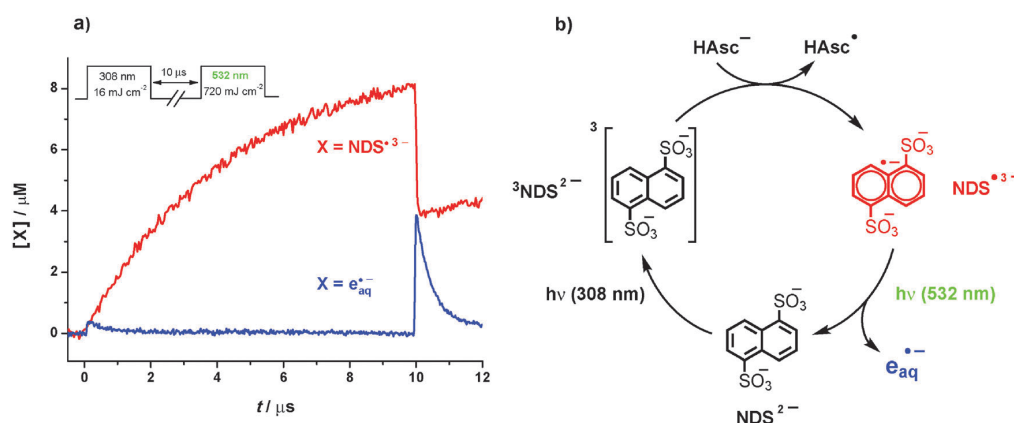 a)
308 nm
16 mJ cm⁻²
10 μs
532 nm
720 mJ cm⁻²
X = NDS•3−
X = e•−aq
[X] / μM
8
6
4
2
0
0 2 4 6 8 10 12
t / μs
b)
HAsc− HAsc•
3
SO3−
SO3−
³NDS2−
•−
SO3−
SO3−
NDS•3−
hν (308 nm)
hν (532 nm)
SO3−
SO3−
e•−aq
NDS2−